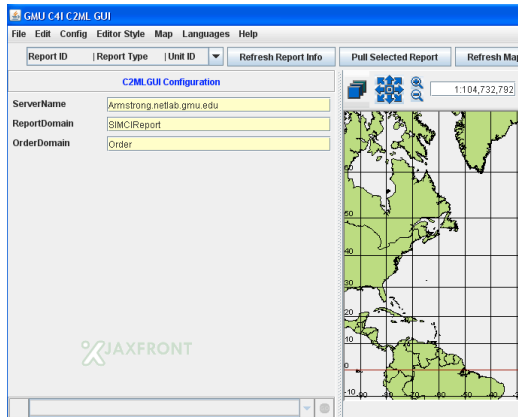 GMU C4I C2ML GUI
File Edit Config Editor Style Map Languages Help
Report ID | Report Type | Unit ID Refresh Report Info Pull Selected Report Refresh Map
C2MLGUI Configuration
1:104,732,792
ServerName Armstrong.netlab.gmu.edu
ReportDomain SIMCIReport
OrderDomain Order
60
50
40
30
20
10
0
JAXFRONT
-10